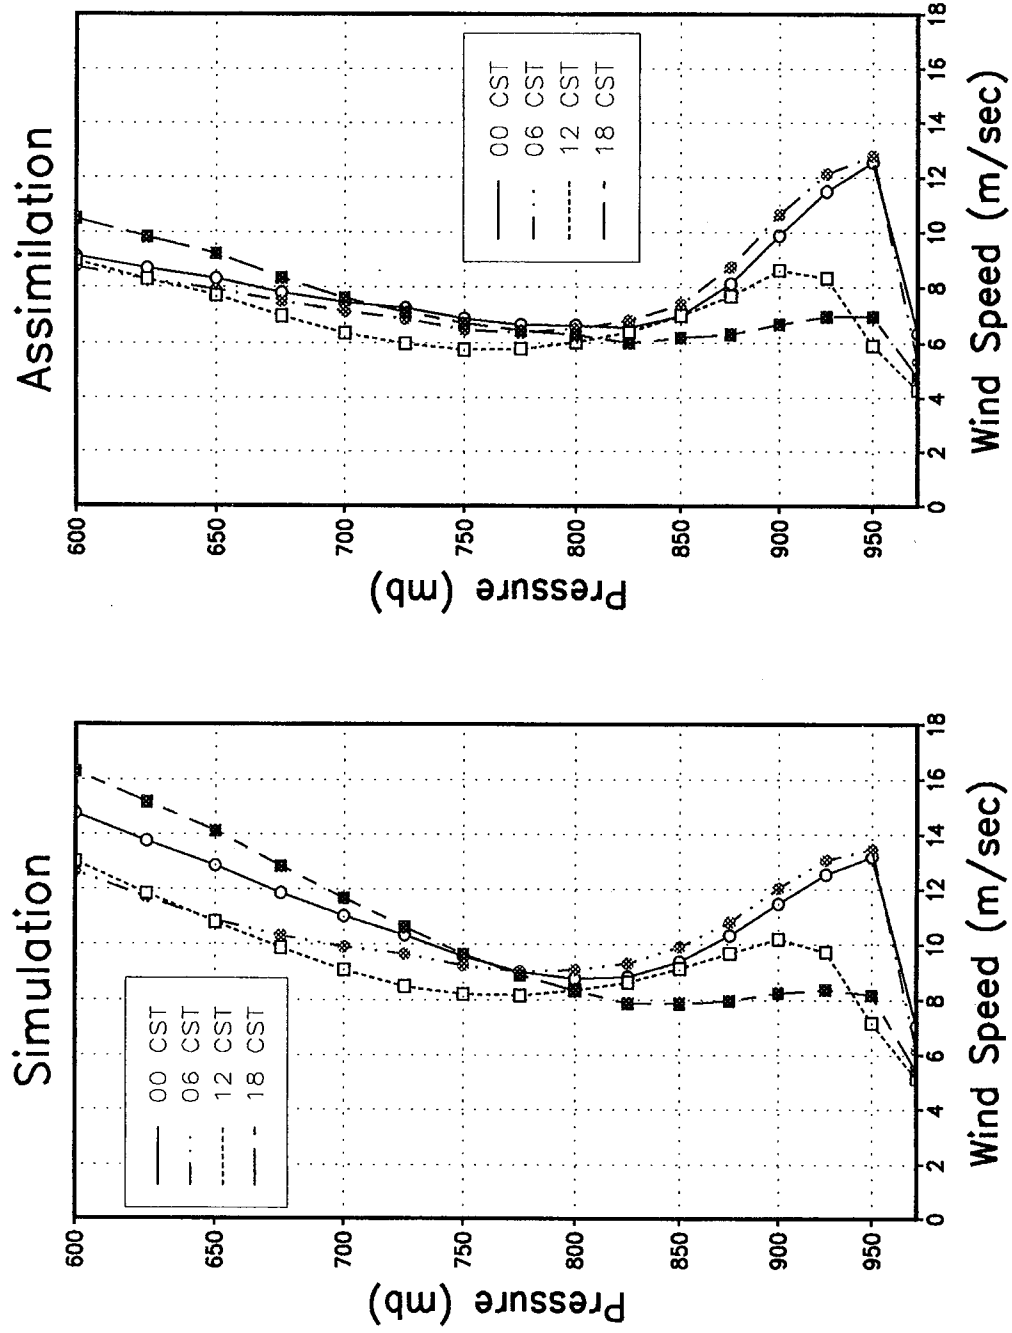 Simulation
00 CST
06 CST
12 CST
18 CST
600
650
700
750
800
850
900
950
Pressure (mb)
0 2 4 6 8 10 12 14 16 18
Wind Speed (m/sec)
Assimilation
00 CST
06 CST
12 CST
18 CST
600
650
700
750
800
850
900
950
Pressure (mb)
0 2 4 6 8 10 12 14 16 18
Wind Speed (m/sec)